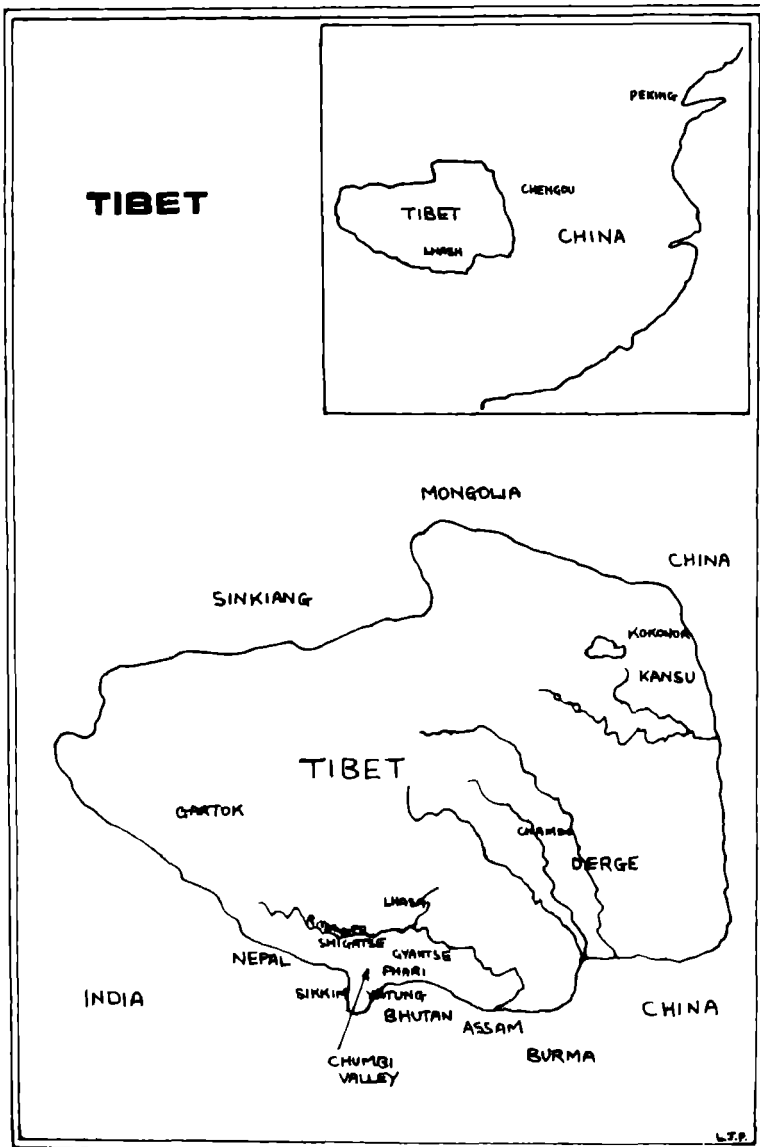 PEKING
TIBET
CHENGDU
TIBET
CHINA
LHASA
MONGOLIA
CHINA
SINKIANG
KOKONOR
KANSU
TIBET
GARTOK
DERGE
LHASA
SHIGATSE
GYANTSE
NEPAL
PHARI
INDIA
SIKKIM
YATUNG
BHUTAN
CHINA
ASSAM
BURMA
CHUMBI
VALLEY
L.J.P.